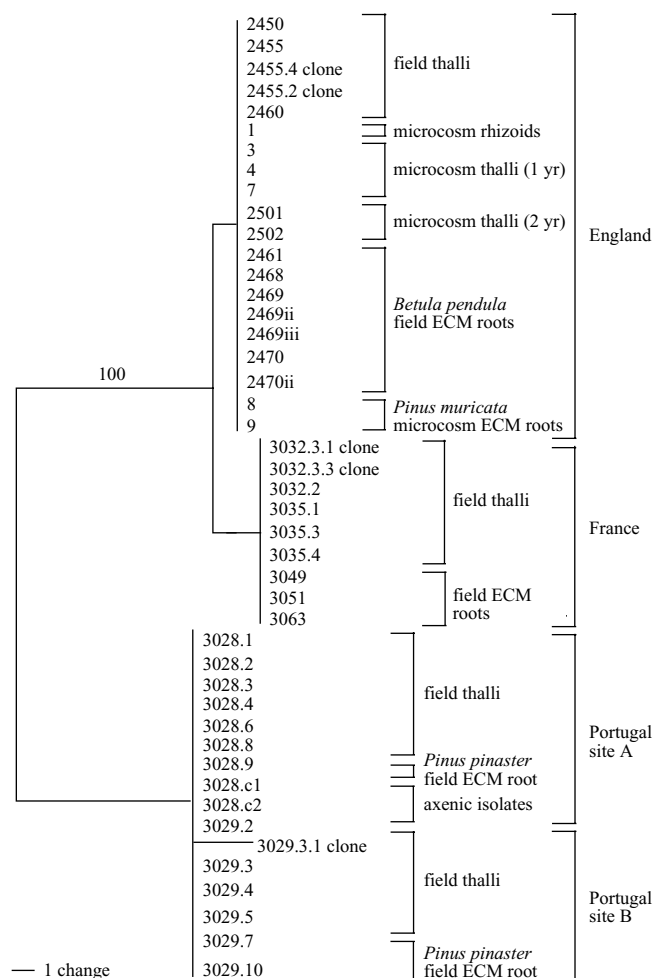 2450
2455
2455.4 clone
2455.2 clone
2460
field thalli
1
microcosm rhizoids
3
4
7
microcosm thalli (1 yr)
2501
2502
microcosm thalli (2 yr)
England
2461
2468
2469
2469ii
2469iii
2470
2470ii
Betula pendula
field ECM roots
100
8
9
Pinus muricata
microcosm ECM roots
3032.3.1 clone
3032.3.3 clone
3032.2
3035.1
3035.3
3035.4
field thalli
France
3049
3051
3063
field ECM
roots
3028.1
3028.2
3028.3
3028.4
3028.6
3028.8
field thalli
Portugal
site A
3028.9
Pinus pinaster
field ECM root
3028.c1
3028.c2
axenic isolates
3029.2
3029.3.1 clone
3029.3
3029.4
3029.5
field thalli
Portugal
site B
3029.7
3029.10
Pinus pinaster
field ECM root
1 change